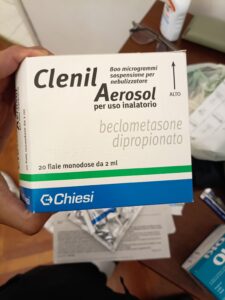 Clenil
800 microgrammi
sospensione per
nebulizzatore
Aerosol
per uso inalatorio
ALTO
beclometasone
dipropionato
20 fiale monodose da 2 ml
Chiesi